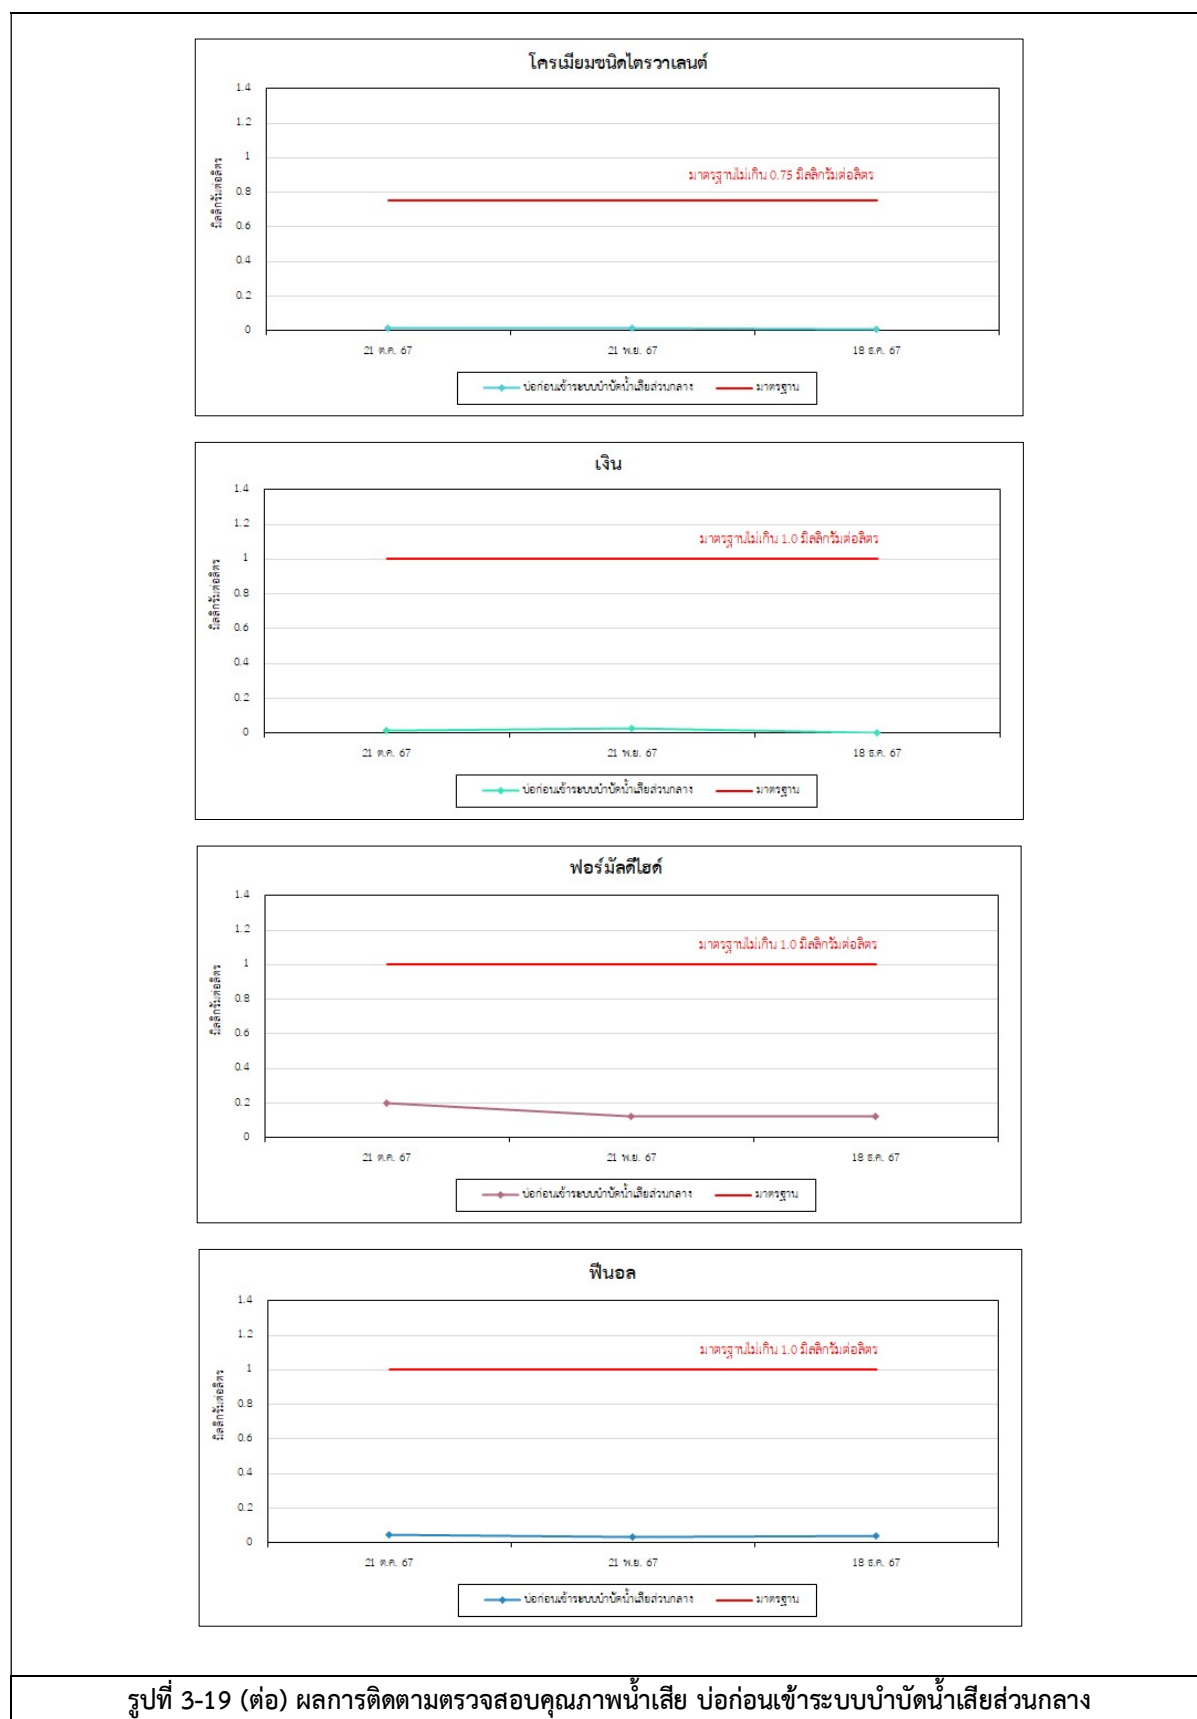 โครเมียมชนิดไตรวาเลนต์
มิลลิกรัมต่อลิตร
1.4
1.2
1
0.8
0.6
0.4
0.2
0
มาตรฐานไม่เกิน 0.75 มิลลิกรัมต่อลิตร
21 ต.ค. 67 21 พ.ย. 67 18 ธ.ค. 67
บ่อก่อนเข้าระบบบำบัดน้ำเสียส่วนกลาง มาตรฐาน
เงิน
มิลลิกรัมต่อลิตร
1.4
1.2
1
0.8
0.6
0.4
0.2
0
มาตรฐานไม่เกิน 1.0 มิลลิกรัมต่อลิตร
21 ต.ค. 67 21 พ.ย. 67 18 ธ.ค. 67
บ่อก่อนเข้าระบบบำบัดน้ำเสียส่วนกลาง มาตรฐาน
ฟอร์มัลดีไฮด์
มิลลิกรัมต่อลิตร
1.4
1.2
1
0.8
0.6
0.4
0.2
0
มาตรฐานไม่เกิน 1.0 มิลลิกรัมต่อลิตร
21 ต.ค. 67 21 พ.ย. 67 18 ธ.ค. 67
บ่อก่อนเข้าระบบบำบัดน้ำเสียส่วนกลาง มาตรฐาน
ฟีนอล
มิลลิกรัมต่อลิตร
1.4
1.2
1
0.8
0.6
0.4
0.2
0
มาตรฐานไม่เกิน 1.0 มิลลิกรัมต่อลิตร
21 ต.ค. 67 21 พ.ย. 67 18 ธ.ค. 67
บ่อก่อนเข้าระบบบำบัดน้ำเสียส่วนกลาง มาตรฐาน
รูปที่ 3-19 (ต่อ) ผลการติดตามตรวจสอบคุณภาพน้ำเสีย บ่อก่อนเข้าระบบบำบัดน้ำเสียส่วนกลาง